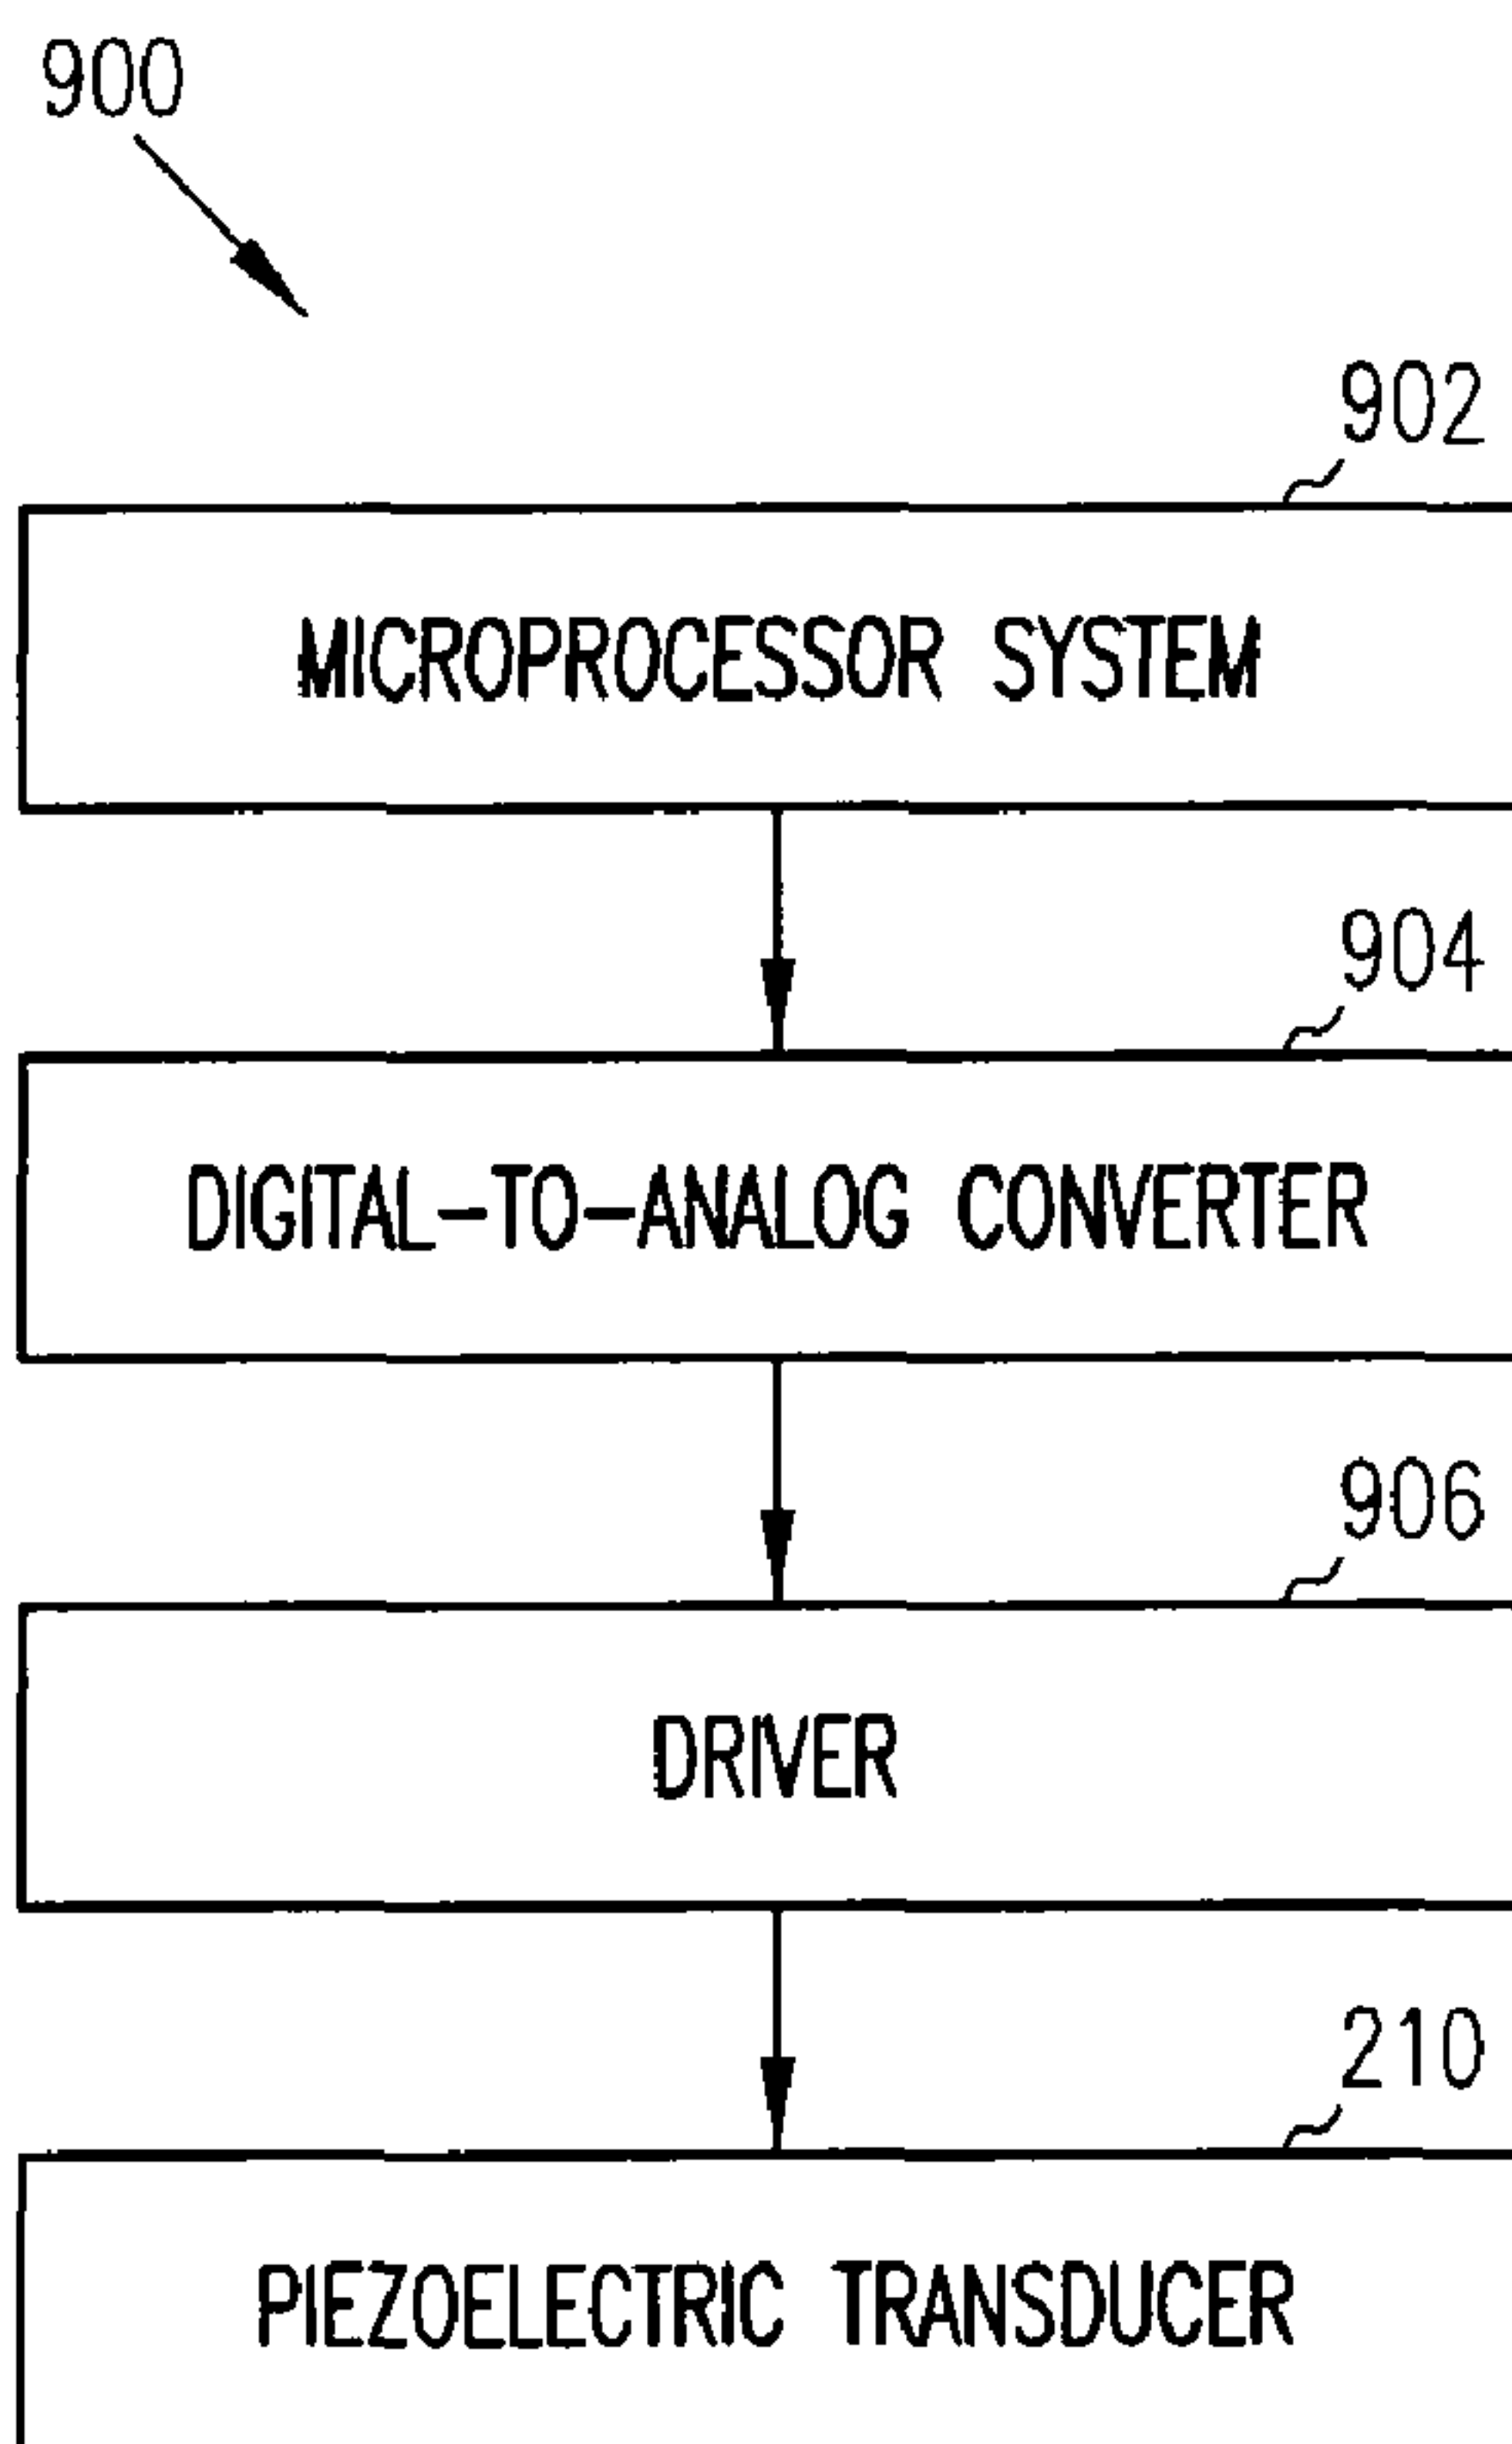 900
902
MICROPROCESSOR SYSTEM
904
DIGITAL-TO-ANALOG CONVERTER
906
DRIVER
210
PIEZOELECTRIC TRANSDUCER